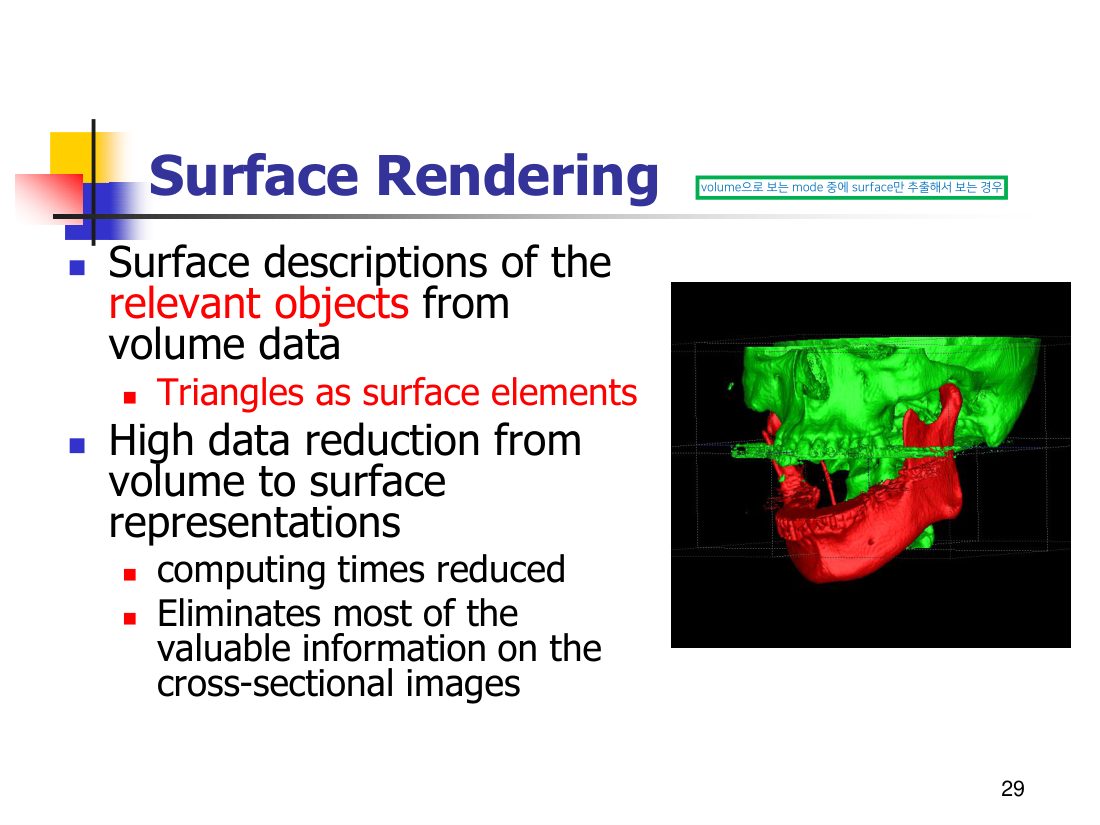 Surface Rendering
volume으로 보는 mode 중에 surface만 추출해서 보는 경우
Surface descriptions of the
relevant objects from
volume data
Triangles as surface elements
High data reduction from
volume to surface
representations
computing times reduced
Eliminates most of the
valuable information on the
cross-sectional images
29